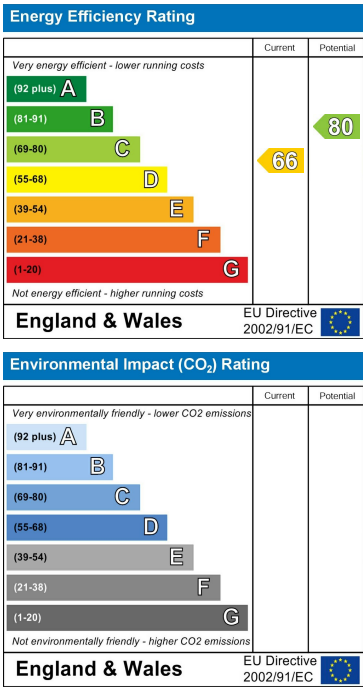 Energy Efficiency Rating
Current Potential
Very energy efficient - lower running costs
(92 plus) A
(81-91) B
(69-80) C
(55-68) D
(39-54) E
(21-38) F
(1-20) G
66
80
Not energy efficient - higher running costs
England & Wales
EU Directive
2002/91/EC
Environmental Impact (CO₂) Rating
Current Potential
Very environmentally friendly - lower CO2 emissions
(92 plus) A
(81-91) B
(69-80) C
(55-68) D
(39-54) E
(21-38) F
(1-20) G
Not environmentally friendly - higher CO2 emissions
England & Wales
EU Directive
2002/91/EC